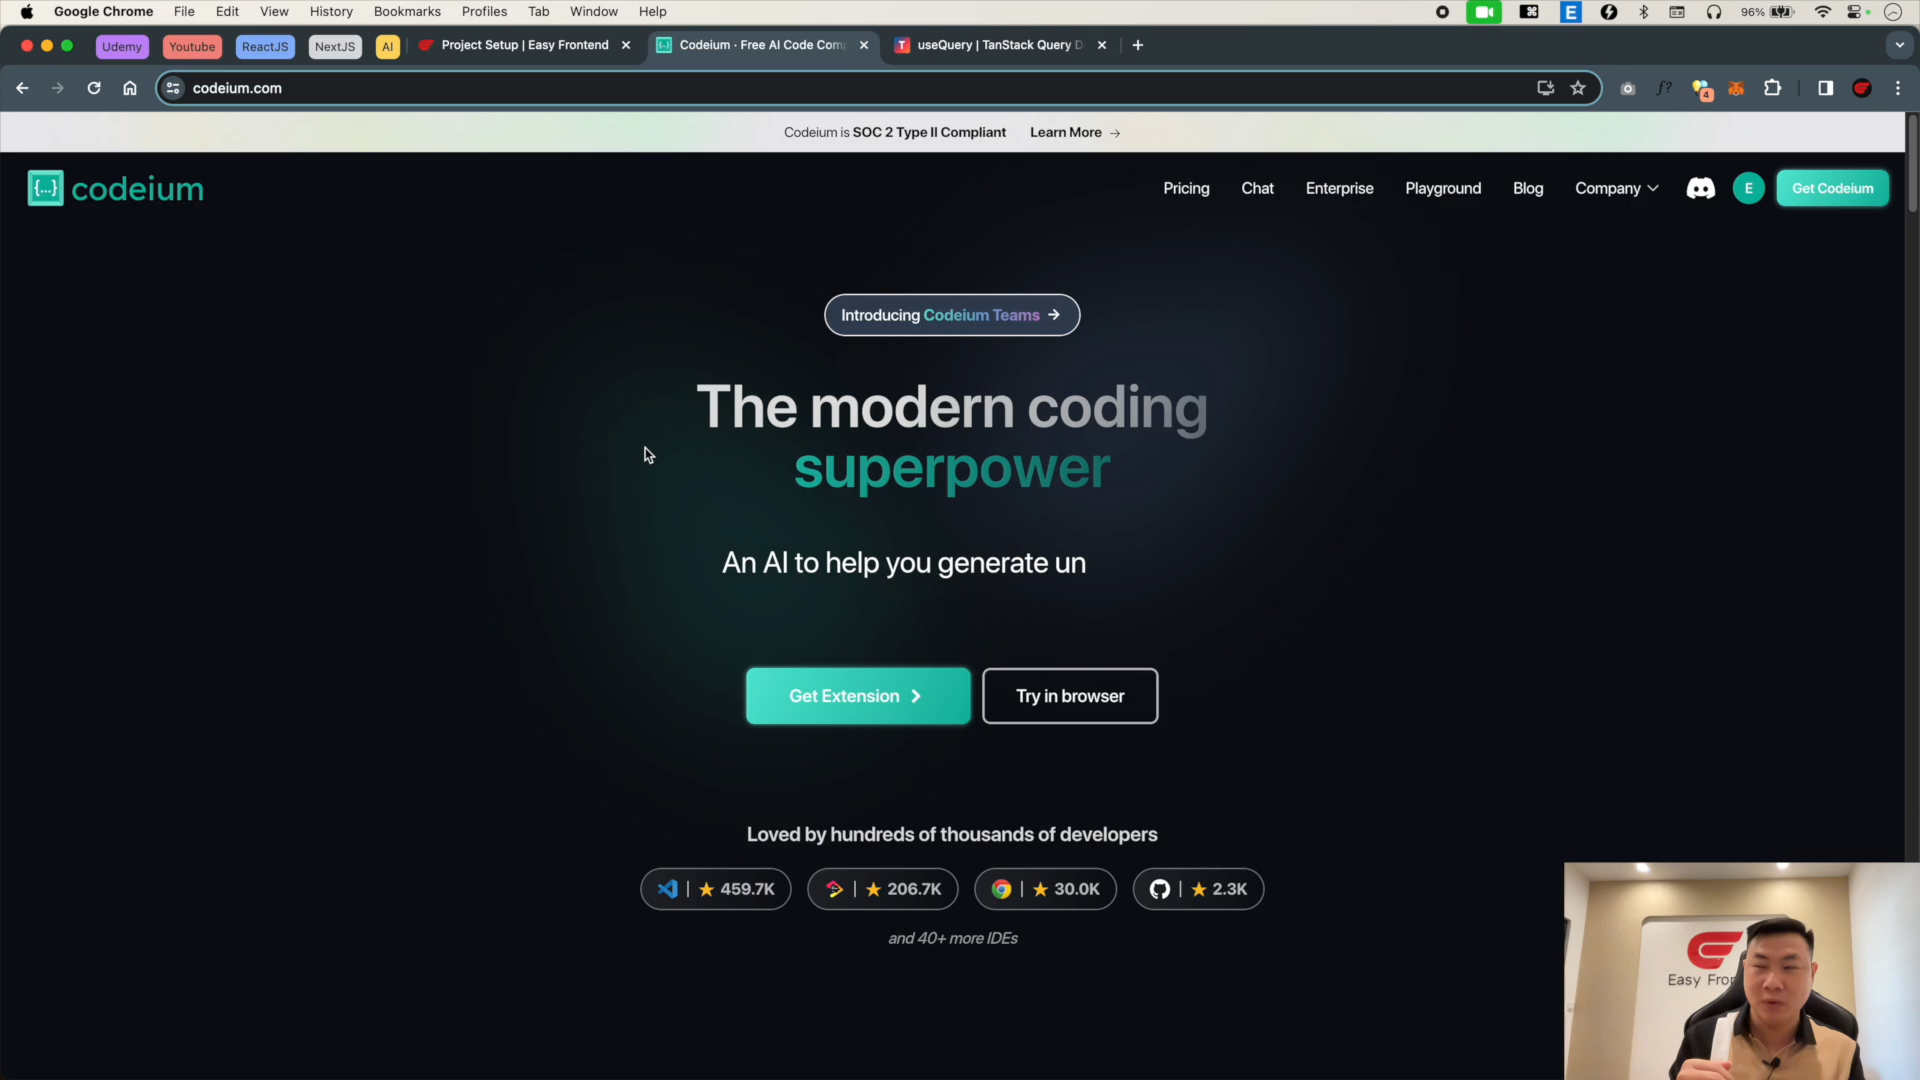 Google Chrome File Edit View History Bookmarks Profiles Tab Window Help
96%
Udemy Youtube ReactJS NextJS AI Project Setup | Easy Frontend Codeium · Free AI Code Com useQuery | TanStack Query D
codeium.com
4
Codeium is SOC 2 Type II Compliant Learn More →
{...} codeium Pricing Chat Enterprise Playground Blog Company E Get Codeium
Introducing Codeium Teams →
The modern coding
superpower
An AI to help you generate un
Get Extension Try in browser
Loved by hundreds of thousands of developers
| ★ 459.7K | ★ 206.7K | ★ 30.0K | ★ 2.3K
and 40+ more IDEs
Easy Fro